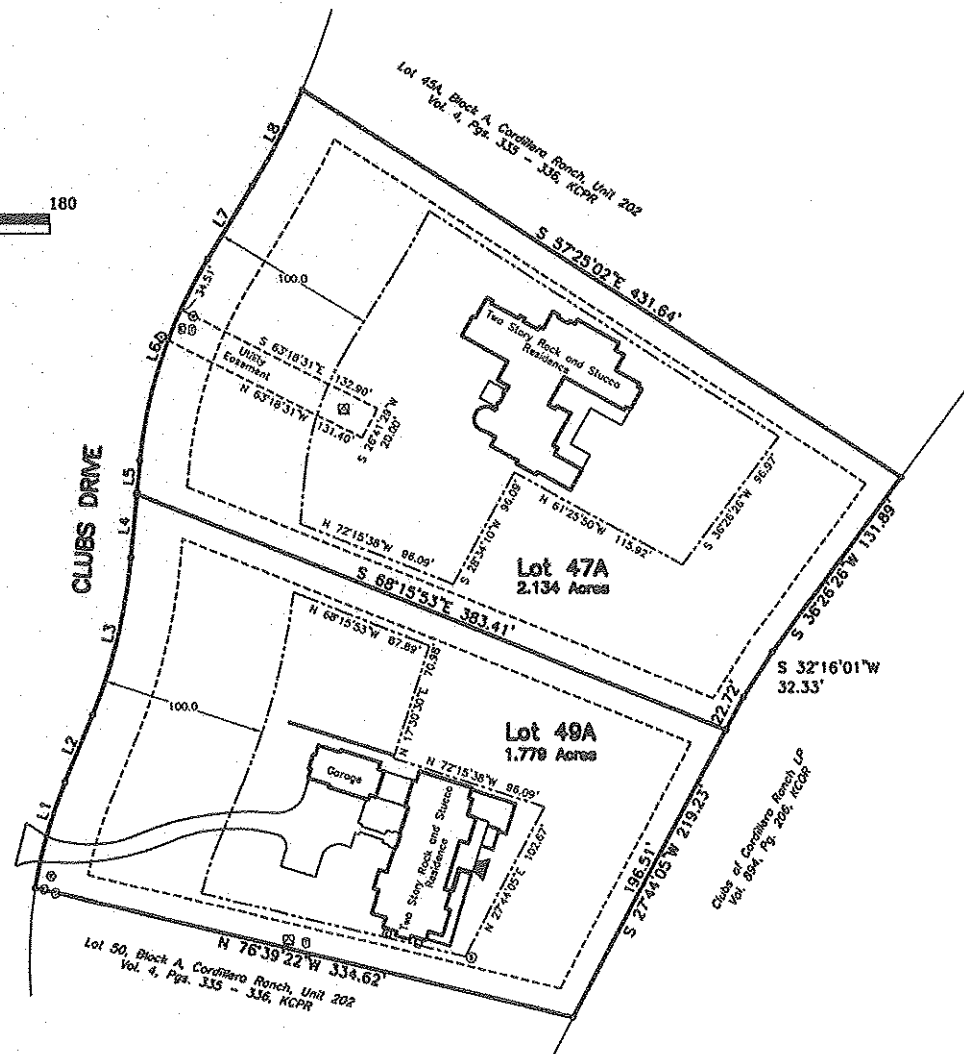 Lot 45A, Block A, Cordillera Ranch, Unit 202
Vol. 4, Pgs. 335 - 336, KCPR
180
L8
L7
S 57°25'02"E 431.64'
100.0
34.51'
Two Story Rock and Stucco
Residence
L6
S 63°18'31"E 132.90'
Utility
Easement
N 63°18'31"W 131.40'
S 26°41'29"W
20.00'
CLUBS DRIVE
L5
L4
N 72°15'38"W 96.09'
S 28°34'10"W 96.09'
N 61°25'50"W 115.92'
S 36°26'26"W 96.97'
Lot 47A
2.134 Acres
S 36°26'26"W 131.89'
S 68°15'53"E 383.41'
S 32°16'01"W
32.33'
22.72'
N 68°15'53"W 87.89'
L3
100.0
N 17°30'30"E 70.98'
Lot 49A
1.779 Acres
L2
Garage
N 72°15'38"W 96.09'
Two Story Rock and Stucco
Residence
N 27°44'05"E 102.67'
196.51'
S 27°44'05"W 219.23'
Clubs of Cordillera Ranch LP
Vol. 894, Pg. 206, KCOR
L1
N 76°39'22"W 334.62'
Lot 50, Block A, Cordillera Ranch, Unit 202
Vol. 4, Pgs. 335 - 336, KCPR